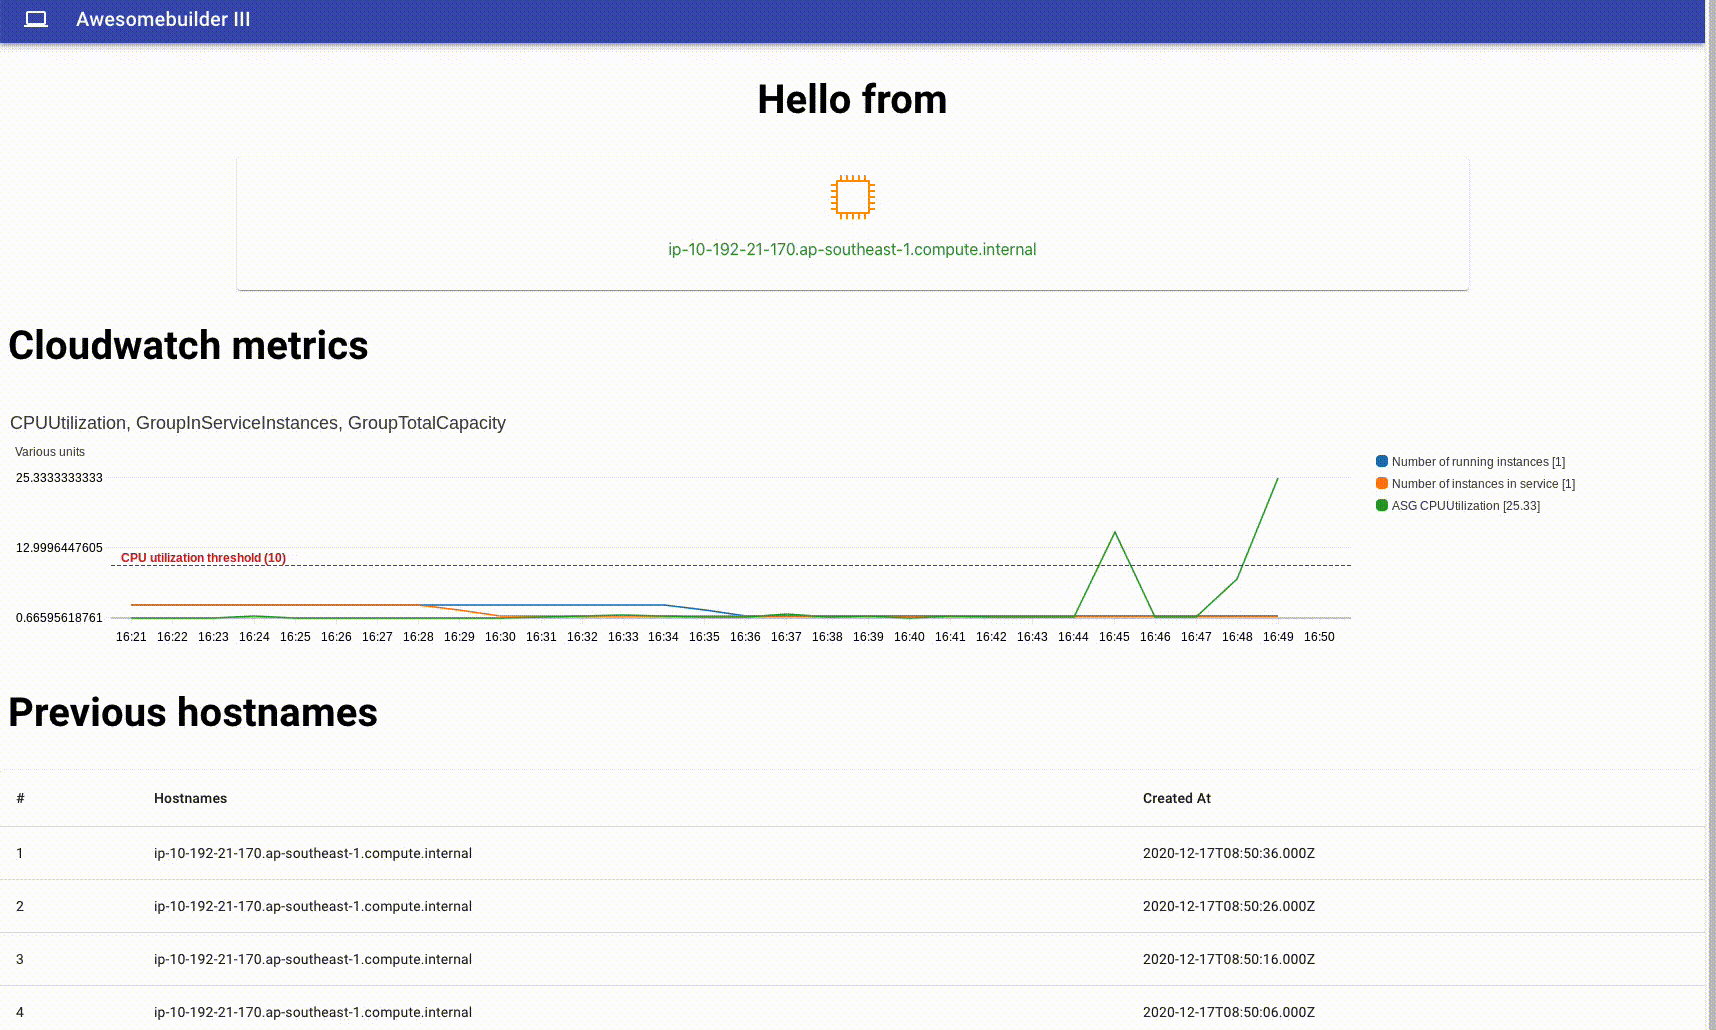 Awesomebuilder III
Hello from
ip-10-192-21-170.ap-southeast-1.compute.internal
Cloudwatch metrics
CPUUtilization, GroupInServiceInstances, GroupTotalCapacity
Various units
25.3333333333
12.9996447605
0.66595618761
CPU utilization threshold (10)
16:21 16:22 16:23 16:24 16:25 16:26 16:27 16:28 16:29 16:30 16:31 16:32 16:33 16:34 16:35 16:36 16:37 16:38 16:39 16:40 16:41 16:42 16:43 16:44 16:45 16:46 16:47 16:48 16:49 16:50
Number of running instances [1]
Number of instances in service [1]
ASG CPUUtilization [25.33]
Previous hostnames
# Hostnames Created At
1 ip-10-192-21-170.ap-southeast-1.compute.internal 2020-12-17T08:50:36.000Z
2 ip-10-192-21-170.ap-southeast-1.compute.internal 2020-12-17T08:50:26.000Z
3 ip-10-192-21-170.ap-southeast-1.compute.internal 2020-12-17T08:50:16.000Z
4 ip-10-192-21-170.ap-southeast-1.compute.internal 2020-12-17T08:50:06.000Z